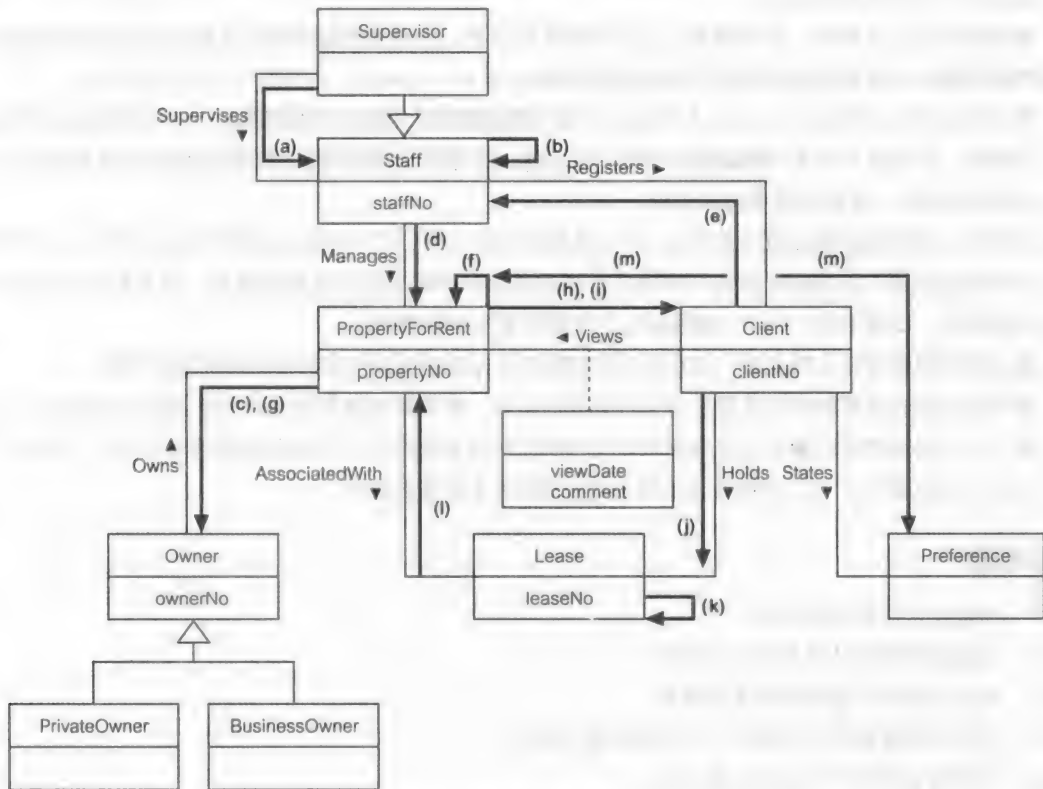 Supervisor
Supervises ▼
(a)
Staff
(b)
Registers ►
staffNo
(e)
(d)
Manages ▼
(f)
(m)
(m)
(h), (i)
PropertyForRent
Client
◄ Views
propertyNo
clientNo
(c), (g)
▲
Owns
AssociatedWith ▼
viewDate
comment
Holds ▼
States ▼
(l)
(j)
Owner
Lease
Preference
ownerNo
leaseNo
(k)
PrivateOwner
BusinessOwner